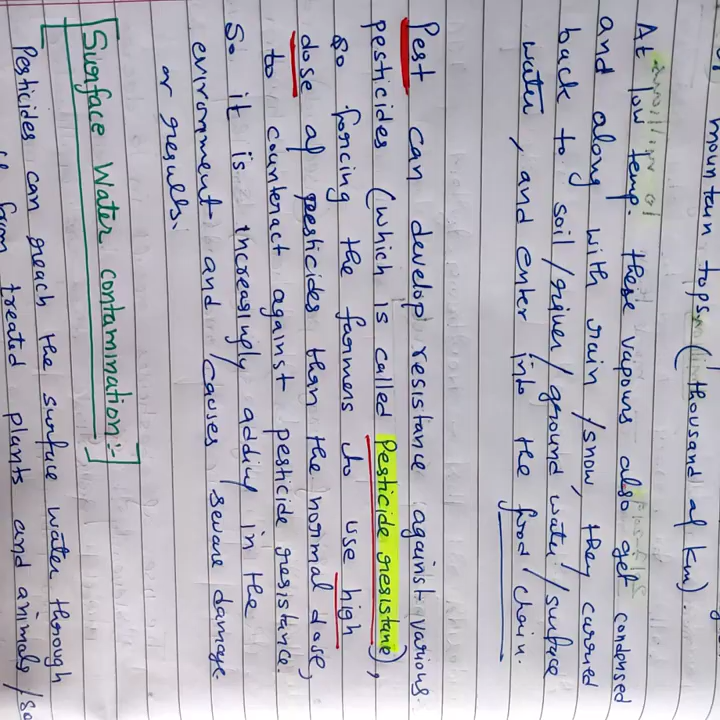 mountain tops (thousand of km).
At low temp. these vapours also get condensed
and along with rain /snow, they carried
back to soil /river/ ground water/ surface
water, and enter into the food chain.
Pest can develop resistance against various
pesticides (which is called Pesticide resistane),
so forcing the farmers to use high
dose of pesticides than the normal dose,
to counteract against pesticide resistance.
So it is increasingly adding in the
environment and causes severe damage
or results.
Surface Water contamination:-
Pesticides can reach the surface water thorough
from treated plants and animals/